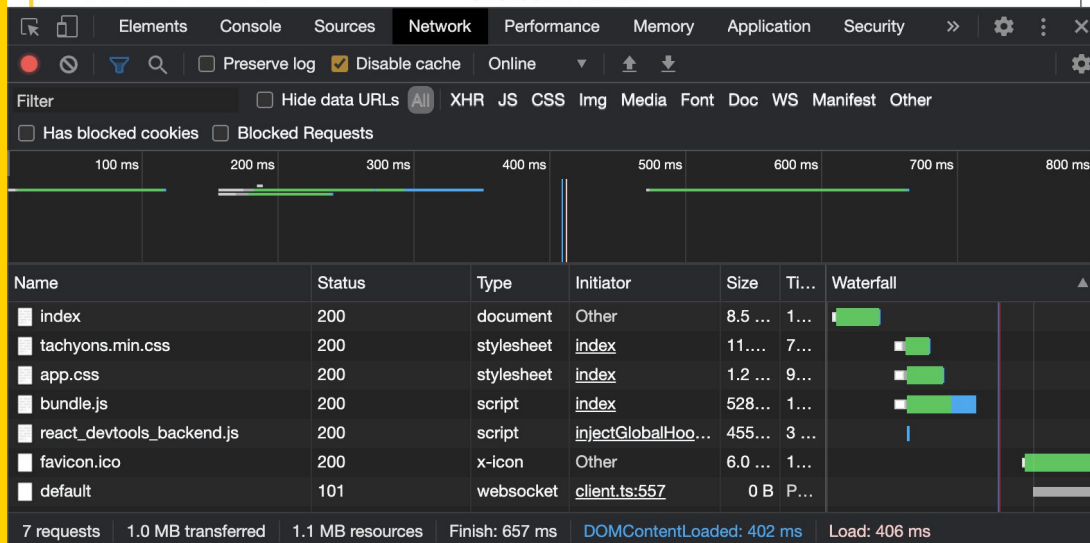 Elements Console Sources Network Performance Memory Application Security »
Preserve log Disable cache Online
Filter Hide data URLs All XHR JS CSS Img Media Font Doc WS Manifest Other
Has blocked cookies Blocked Requests
100 ms 200 ms 300 ms 400 ms 500 ms 600 ms 700 ms 800 ms
Name Status Type Initiator Size Ti... Waterfall
index 200 document Other 8.5 ... 1...
tachyons.min.css 200 stylesheet index 11.... 7...
app.css 200 stylesheet index 1.2 ... 9...
bundle.js 200 script index 528... 1...
react_devtools_backend.js 200 script injectGlobalHoo... 455... 3 ...
favicon.ico 200 x-icon Other 6.0 ... 1...
default 101 websocket client.ts:557 0 B P...
7 requests 1.0 MB transferred 1.1 MB resources Finish: 657 ms DOMContentLoaded: 402 ms Load: 406 ms